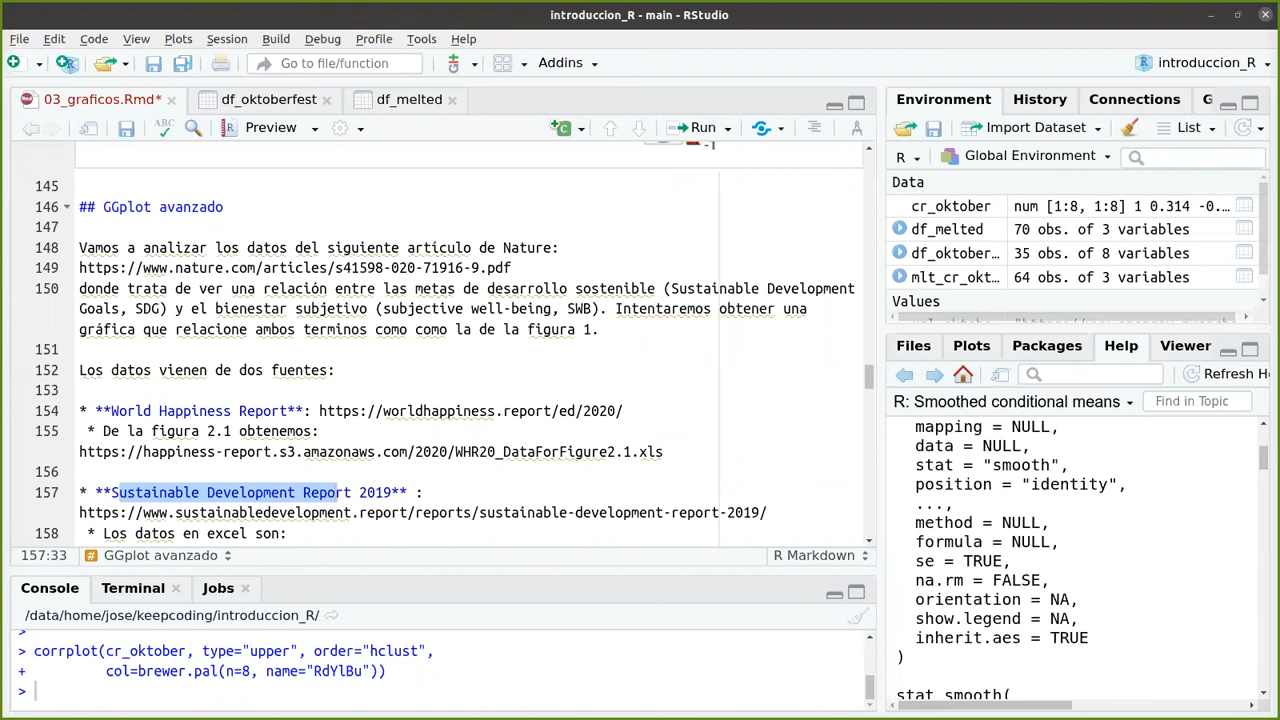 introduccion_R - main - RStudio
File Edit Code View Plots Session Build Debug Profile Tools Help
Go to file/function
Addins
introduccion_R
03_graficos.Rmd*
df_oktoberfest
df_melted
ABC
Preview
Run
145
146 ## GGplot avanzado
147
148 Vamos a analizar los datos del siguiente artículo de Nature:
149 https://www.nature.com/articles/s41598-020-71916-9.pdf
150 donde trata de ver una relación entre las metas de desarrollo sostenible (Sustainable Development
Goals, SDG) y el bienestar subjetivo (subjective well-being, SWB). Intentaremos obtener una
gráfica que relacione ambos terminos como como la de la figura 1.
151
152 Los datos vienen de dos fuentes:
153
154 * **World Happiness Report**: https://worldhappiness.report/ed/2020/
155 * De la figura 2.1 obtenemos:
https://happiness-report.s3.amazonaws.com/2020/WHR20_DataForFigure2.1.xls
156
157 * **Sustainable Development Report 2019** :
https://www.sustainabledevelopment.report/reports/sustainable-development-report-2019/
158 * Los datos en excel son:
157:33 # GGplot avanzado R Markdown
Console Terminal Jobs
/data/home/jose/keepcoding/introduccion_R/
>
> corrplot(cr_oktober, type="upper", order="hclust",
+ col=brewer.pal(n=8, name="RdYlBu"))
>
Environment History Connections G
Import Dataset List
R Global Environment
Data
cr_oktober num [1:8, 1:8] 1 0.314 -0...
df_melted 70 obs. of 3 variables
df_oktober… 35 obs. of 8 variables
mlt_cr_okt… 64 obs. of 3 variables
Values
Files Plots Packages Help Viewer
Refresh He
R: Smoothed conditional means
Find in Topic
mapping = NULL,
data = NULL,
stat = "smooth",
position = "identity",
...,
method = NULL,
formula = NULL,
se = TRUE,
na.rm = FALSE,
orientation = NA,
show.legend = NA,
inherit.aes = TRUE
)
stat_smooth(